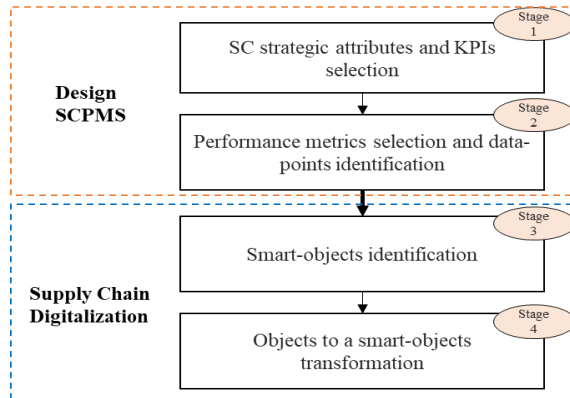 Stage
1
SC strategic attributes and KPIs
selection
Design
SCPMS
Stage
2
Performance metrics selection and data-
points identification
Stage
3
Smart-objects identification
Supply Chain
Digitalization
Stage
4
Objects to a smart-objects
transformation